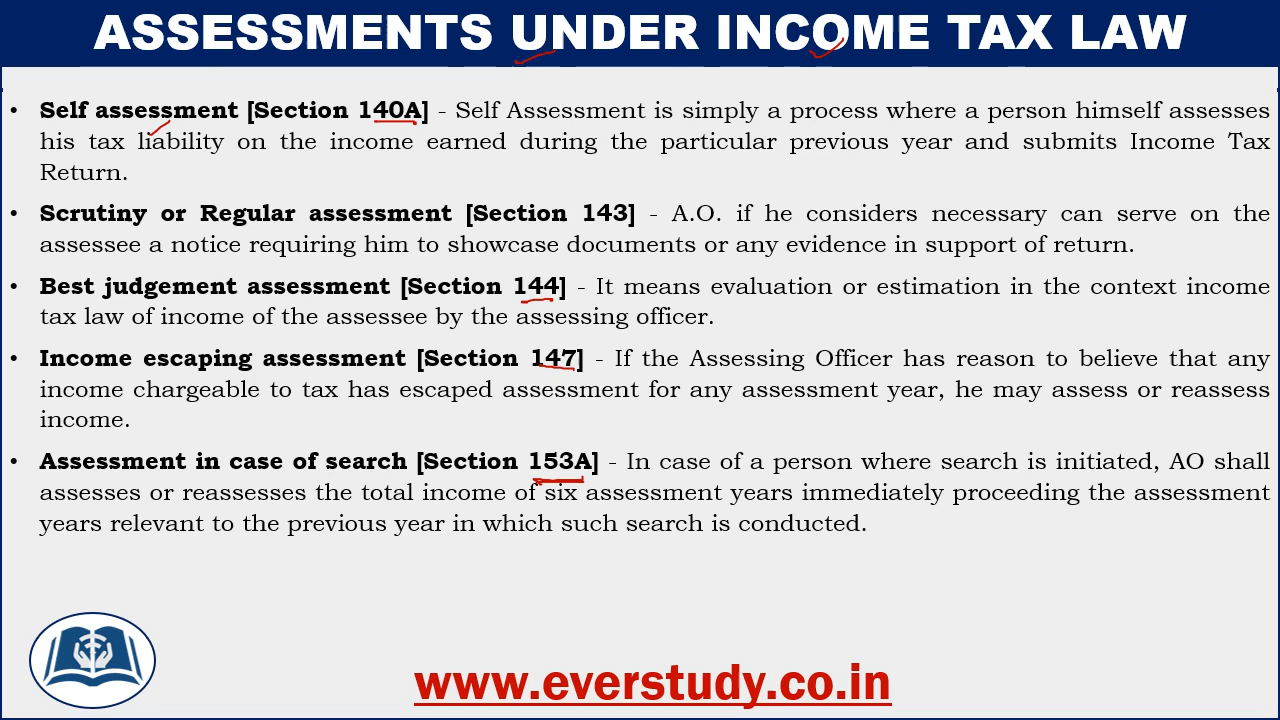 ASSESSMENTS UNDER INCOME TAX LAW
• Self assessment [Section 140A] - Self Assessment is simply a process where a person himself assesses
his tax liability on the income earned during the particular previous year and submits Income Tax
Return.
• Scrutiny or Regular assessment [Section 143] - A.O. if he considers necessary can serve on the
assessee a notice requiring him to showcase documents or any evidence in support of return.
• Best judgement assessment [Section 144] - It means evaluation or estimation in the context income
tax law of income of the assessee by the assessing officer.
• Income escaping assessment [Section 147] - If the Assessing Officer has reason to believe that any
income chargeable to tax has escaped assessment for any assessment year, he may assess or reassess
income.
• Assessment in case of search [Section 153A] - In case of a person where search is initiated, AO shall
assesses or reassesses the total income of six assessment years immediately proceeding the assessment
years relevant to the previous year in which such search is conducted.
www.everstudy.co.in